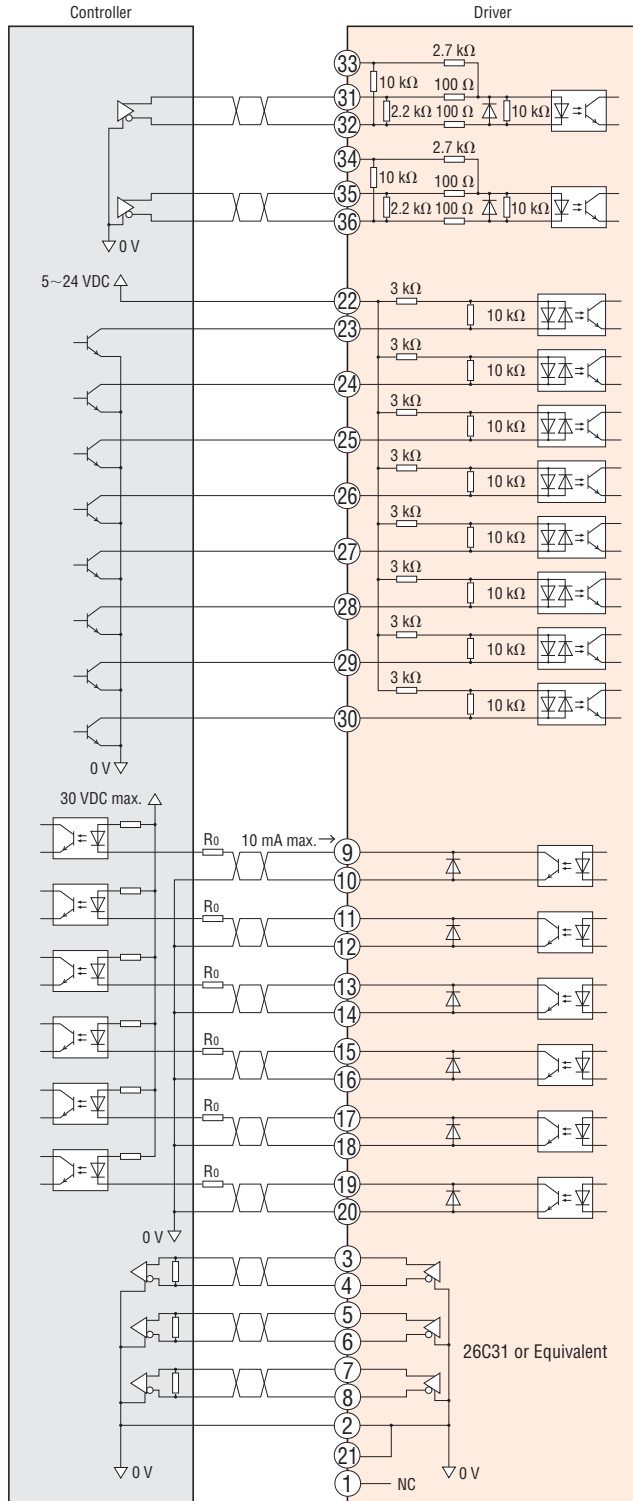 Controller Driver
33 2.7 kΩ
10 kΩ
31 100 Ω
2.2 kΩ 100 Ω 10 kΩ
32
34 2.7 kΩ
10 kΩ
35 100 Ω
2.2 kΩ 100 Ω 10 kΩ
36
0 V
5~24 VDC
22 3 kΩ
10 kΩ
23
3 kΩ
10 kΩ
24
3 kΩ
10 kΩ
25
3 kΩ
10 kΩ
26
3 kΩ
10 kΩ
27
3 kΩ
10 kΩ
28
3 kΩ
10 kΩ
29
3 kΩ
10 kΩ
30
0 V
30 VDC max.
R0 10 mA max. 9
10
R0 11
12
R0 13
14
R0 15
16
R0 17
18
R0 19
20
0 V
3
4
5
6
26C31 or Equivalent
7
8
2
21
0 V 0 V
1 NC